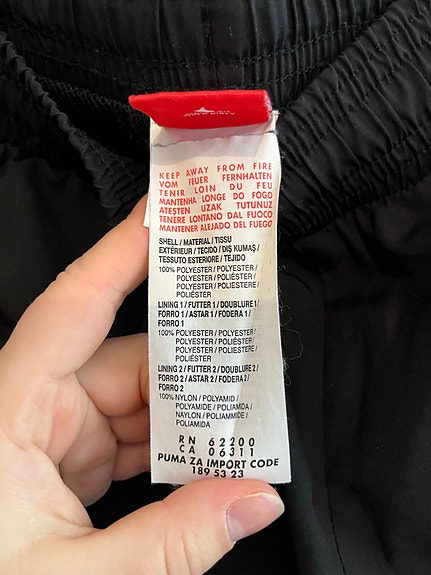 KEEP AWAY FROM FIRE
VOM FEUER FERNHALTEN
TENIR LOIN DU FEU
MANTENHA LONGE DO FOGO
ATESTEN UZAK TUTUNUZ
TENERE LONTANO DAL FUOCO
MANTENER ALEJADO DEL FUEGO
SHELL / MATERIAL / TISSU
EXTÉRIEUR / TECIDO / DIŞ KUMAŞ /
TESSUTO ESTERIORE / TEJIDO
100% POLYESTER / POLYESTER /
POLYESTER / POLIÉSTER /
POLYESTER / POLIESTERE /
POLIÉSTER
LINING 1 / FUTTER 1 / DOUBLURE 1 /
FORRO 1 / ASTAR 1 / FODERA 1 /
FORRO 1
100% POLYESTER / POLYESTER /
POLYESTER / POLIÉSTER /
POLYESTER / POLIESTERE /
POLIÉSTER
LINING 2 / FUTTER 2 / DOUBLURE 2 /
FORRO 2 / ASTAR 2 / FODERA 2 /
FORRO 2
100% NYLON / POLYAMID /
POLYAMIDE / POLIAMIDA /
NAYLON / POLIAMMIDE /
POLIAMIDA
RN 62200
CA 06311
PUMA ZA IMPORT CODE
189 53 23